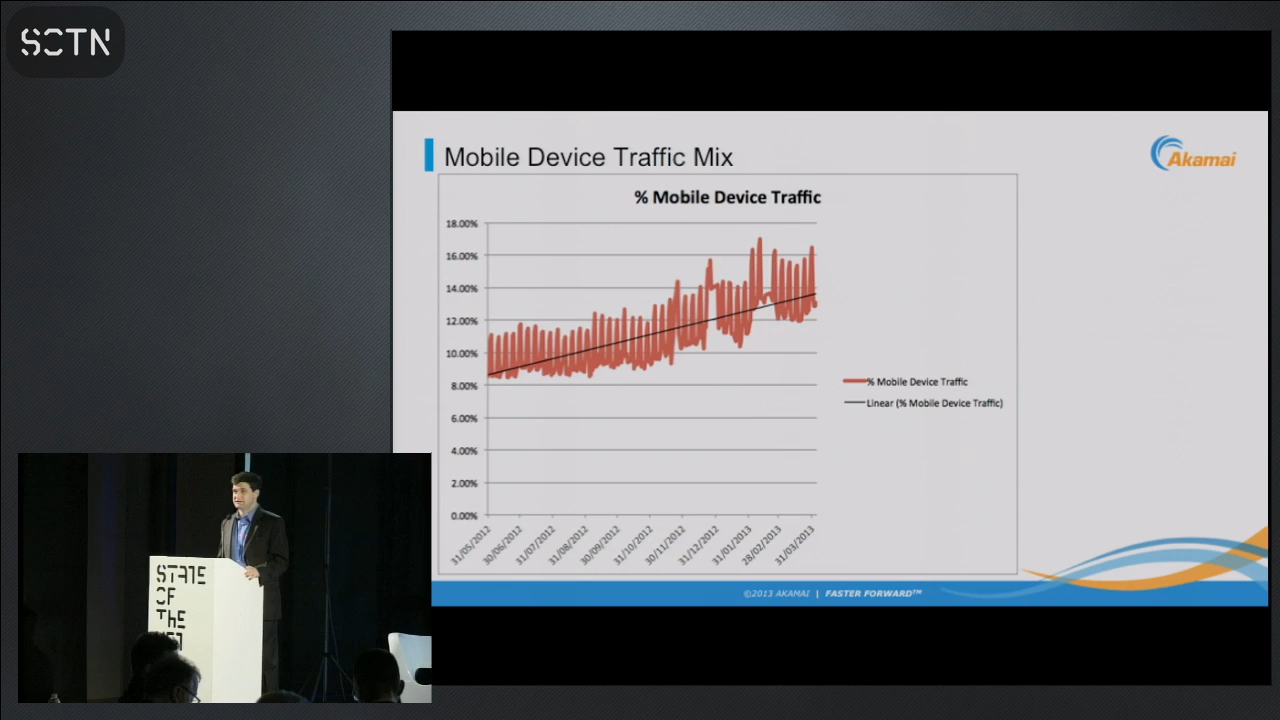 SCTN
Mobile Device Traffic Mix
Akamai
% Mobile Device Traffic
18.00%
16.00%
14.00%
12.00%
10.00%
8.00%
6.00%
4.00%
2.00%
0.00%
31/05/2012
30/06/2012
31/07/2012
31/08/2012
30/09/2012
31/10/2012
30/11/2012
31/12/2012
31/01/2013
28/02/2013
31/03/2013
% Mobile Device Traffic
Linear (% Mobile Device Traffic)
©2013 AKAMAI | FASTER FORWARD™
STATE
OF
THE